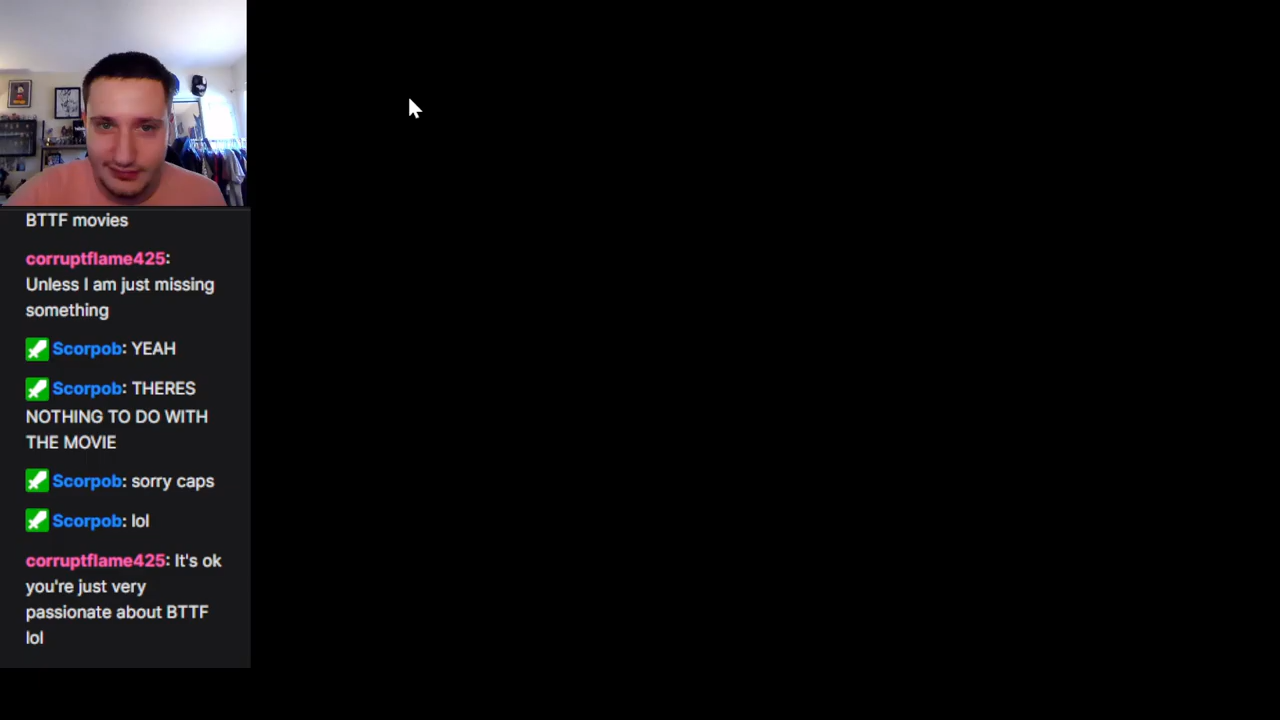 BTTF movies
corruptflame425:
Unless I am just missing
something
Scorpob: YEAH
Scorpob: THERES
NOTHING TO DO WITH
THE MOVIE
Scorpob: sorry caps
Scorpob: lol
corruptflame425: It's ok
you're just very
passionate about BTTF
lol